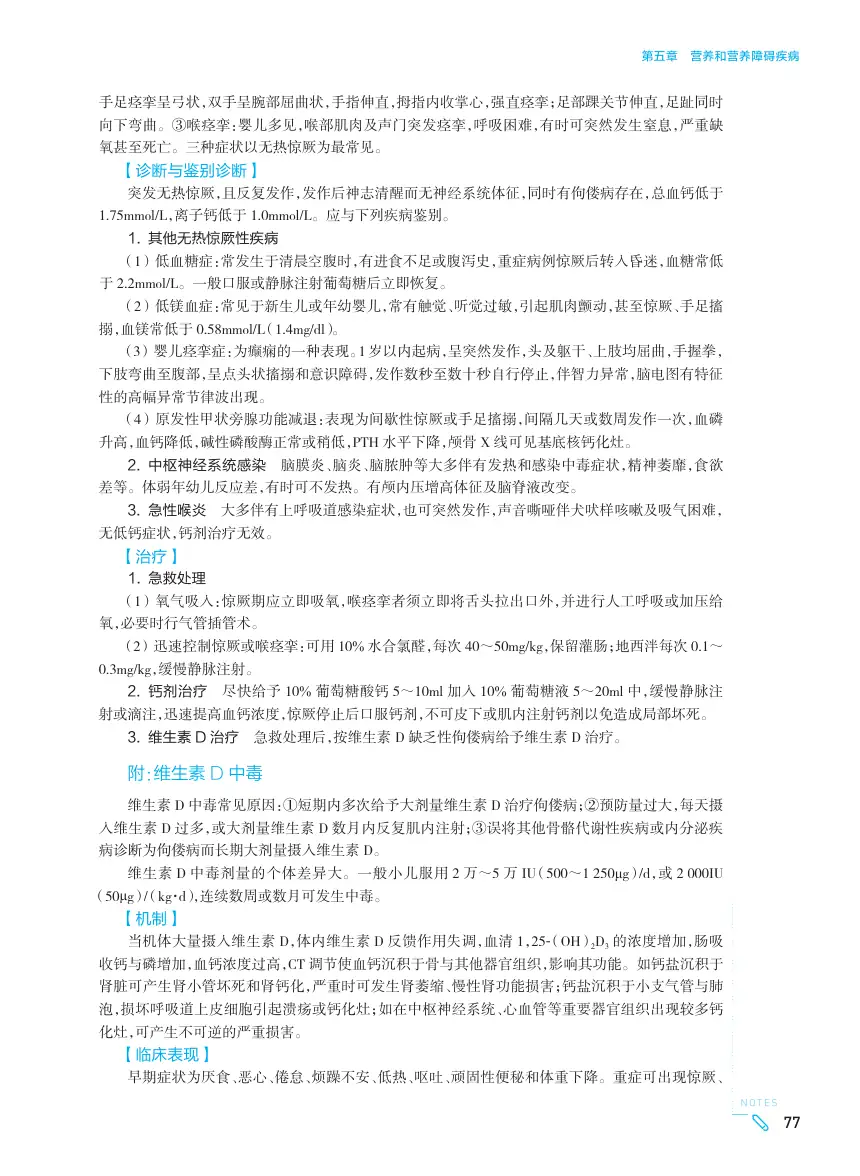 第五章　营养和营养障碍疾病
手足痉挛呈弓状,双手呈腕部屈曲状,手指伸直,拇指内收掌心,强直痉挛;足部踝关节伸直,足趾同时
向下弯曲。③喉痉挛:婴儿多见,喉部肌肉及声门突发痉挛,呼吸困难,有时可突然发生窒息,严重缺
氧甚至死亡。三种症状以无热惊厥为最常见。
【诊断与鉴别诊断】
突发无热惊厥,且反复发作,发作后神志清醒而无神经系统体征,同时有佝偻病存在,总血钙低于
1.75mmol/L,离子钙低于 1.0mmol/L。应与下列疾病鉴别。
1. 其他无热惊厥性疾病
（1）低血糖症:常发生于清晨空腹时,有进食不足或腹泻史,重症病例惊厥后转入昏迷,血糖常低
于 2.2mmol/L。一般口服或静脉注射葡萄糖后立即恢复。
（2）低镁血症:常见于新生儿或年幼婴儿,常有触觉、听觉过敏,引起肌肉颤动,甚至惊厥、手足搐
搦,血镁常低于 0.58mmol/L（1.4mg/dl）。
（3）婴儿痉挛症:为癫痫的一种表现。1 岁以内起病,呈突然发作,头及躯干、上肢均屈曲,手握拳,
下肢弯曲至腹部,呈点头状搐搦和意识障碍,发作数秒至数十秒自行停止,伴智力异常,脑电图有特征
性的高幅异常节律波出现。
（4）原发性甲状旁腺功能减退:表现为间歇性惊厥或手足搐搦,间隔几天或数周发作一次,血磷
升高,血钙降低,碱性磷酸酶正常或稍低,PTH 水平下降,颅骨 X 线可见基底核钙化灶。
2. 中枢神经系统感染　脑膜炎、脑炎、脑脓肿等大多伴有发热和感染中毒症状,精神萎靡,食欲
差等。体弱年幼儿反应差,有时可不发热。有颅内压增高体征及脑脊液改变。
3. 急性喉炎　大多伴有上呼吸道感染症状,也可突然发作,声音嘶哑伴犬吠样咳嗽及吸气困难,
无低钙症状,钙剂治疗无效。
【治疗】
1. 急救处理
（1）氧气吸入:惊厥期应立即吸氧,喉痉挛者须立即将舌头拉出口外,并进行人工呼吸或加压给
氧,必要时行气管插管术。
（2）迅速控制惊厥或喉痉挛:可用 10% 水合氯醛,每次 40～50mg/kg,保留灌肠;地西泮每次 0.1～
0.3mg/kg,缓慢静脉注射。
2. 钙剂治疗　尽快给予 10% 葡萄糖酸钙 5～10ml 加入 10% 葡萄糖液 5～20ml 中,缓慢静脉注
射或滴注,迅速提高血钙浓度,惊厥停止后口服钙剂,不可皮下或肌内注射钙剂以免造成局部坏死。
3. 维生素 D 治疗　急救处理后,按维生素 D 缺乏性佝偻病给予维生素 D 治疗。
附:维生素 D 中毒
维生素 D 中毒常见原因:①短期内多次给予大剂量维生素 D 治疗佝偻病;②预防量过大,每天摄
入维生素 D 过多,或大剂量维生素 D 数月内反复肌内注射;③误将其他骨骼代谢性疾病或内分泌疾
病诊断为佝偻病而长期大剂量摄入维生素 D。
维生素 D 中毒剂量的个体差异大。一般小儿服用 2 万～5 万 IU（500～1 250μg）/d,或 2 000IU
（50μg）/（kg·d）,连续数周或数月可发生中毒。
【机制】
当机体大量摄入维生素 D,体内维生素 D 反馈作用失调,血清 1,25-（OH）₂D₃ 的浓度增加,肠吸
收钙与磷增加,血钙浓度过高,CT 调节使血钙沉积于骨与其他器官组织,影响其功能。如钙盐沉积于
肾脏可产生肾小管坏死和肾钙化,严重时可发生肾萎缩、慢性肾功能损害;钙盐沉积于小支气管与肺
泡,损坏呼吸道上皮细胞引起溃疡或钙化灶;如在中枢神经系统、心血管等重要器官组织出现较多钙
化灶,可产生不可逆的严重损害。
【临床表现】
早期症状为厌食、恶心、倦怠、烦躁不安、低热、呕吐、顽固性便秘和体重下降。重症可出现惊厥、
NOTES
77